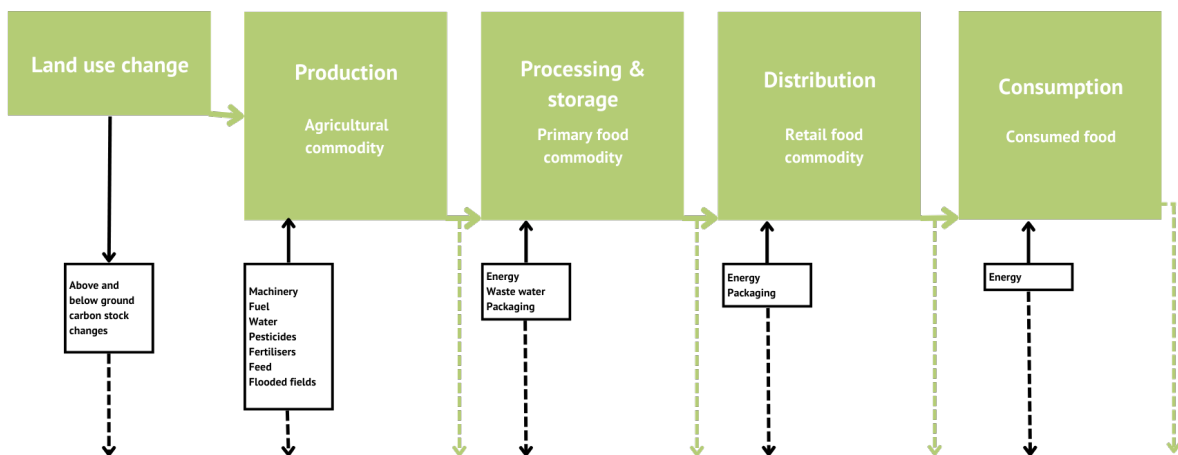 Land use change
Production
Agricultural
commodity
Processing &
storage
Primary food
commodity
Distribution
Retail food
commodity
Consumption
Consumed food
Above and
below ground
carbon stock
changes
Machinery
Fuel
Water
Pesticides
Fertilisers
Feed
Flooded fields
Energy
Waste water
Packaging
Energy
Packaging
Energy